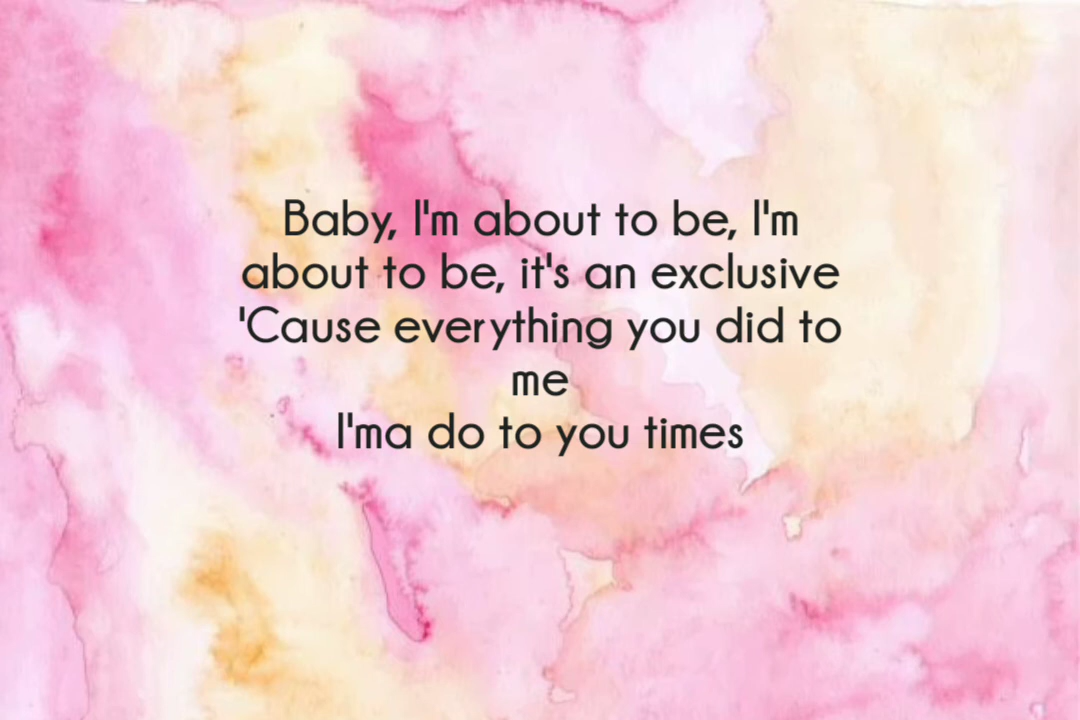 Baby, I'm about to be, I'm
about to be, it's an exclusive
'Cause everything you did to
me
I'ma do to you times